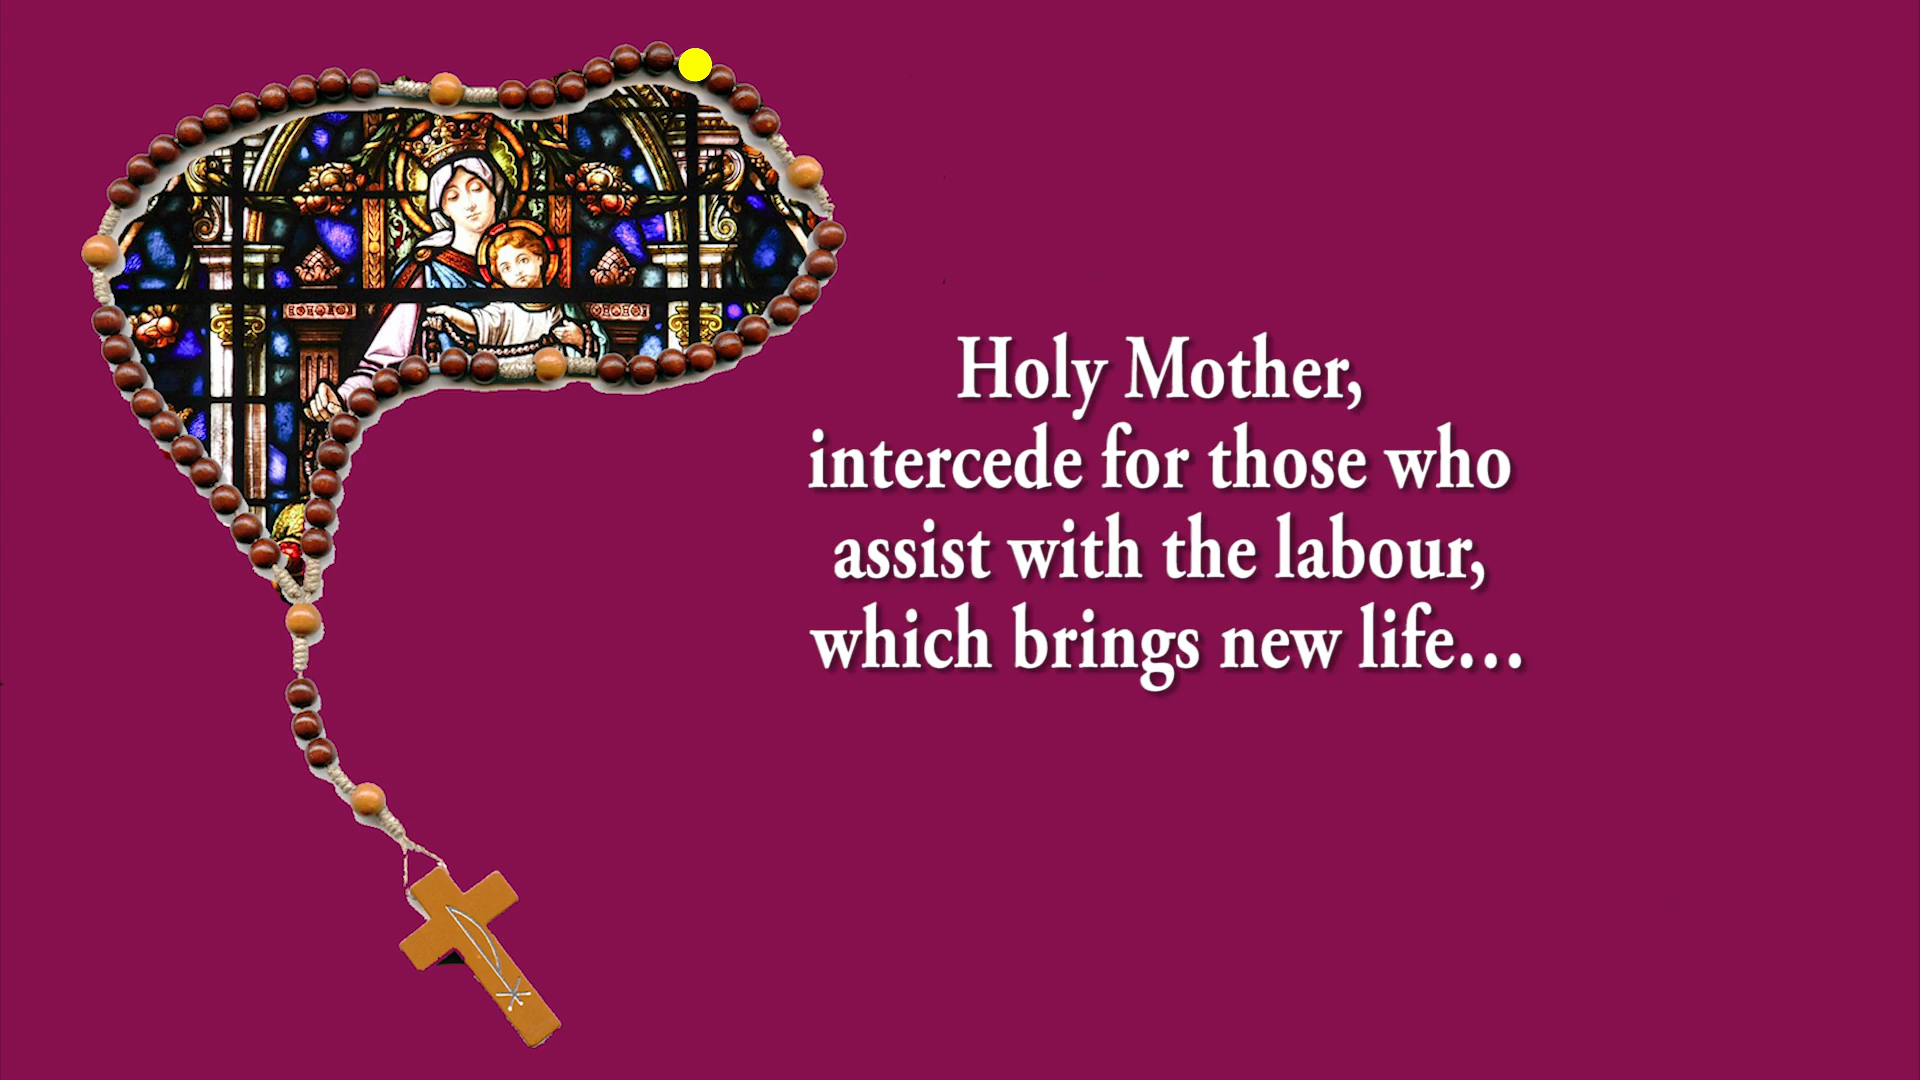 Holy Mother,
intercede for those who
assist with the labour,
which brings new life...